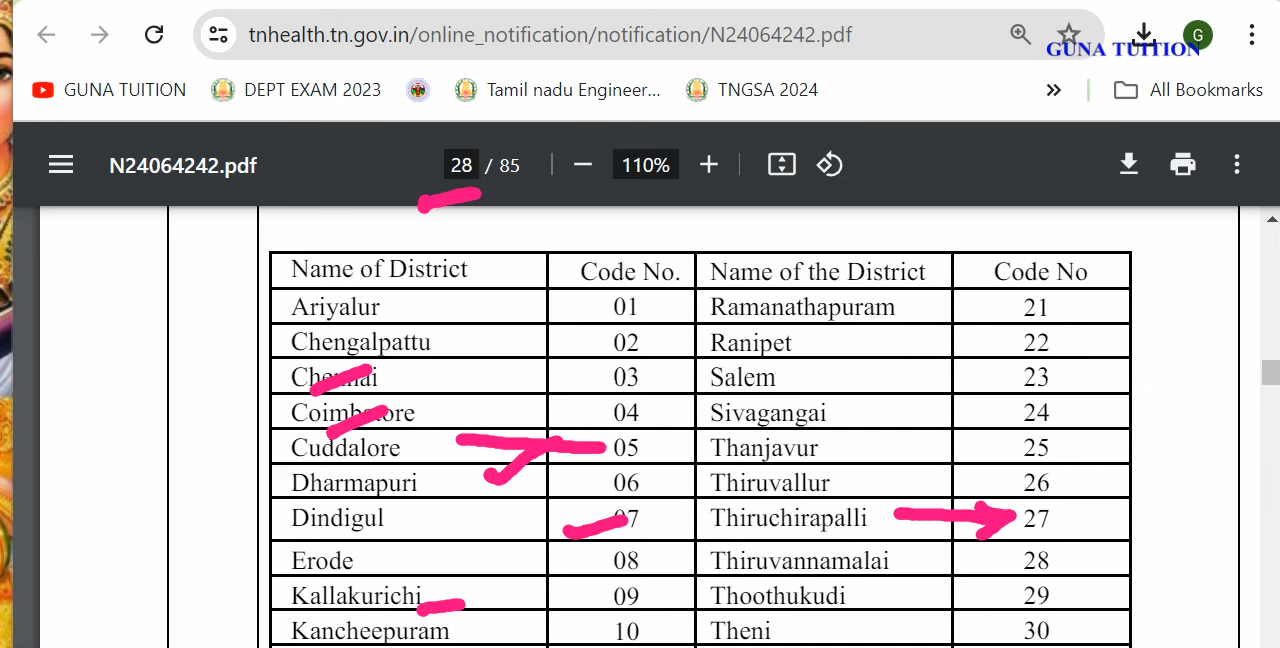 tnhealth.tn.gov.in/online_notification/notification/N24064242.pdf
G
GUNA TUITION
GUNA TUITION DEPT EXAM 2023 Tamil nadu Engineer... TNGSA 2024 » All Bookmarks
N24064242.pdf 28 / 85 — 110% +
Name of District Code No. Name of the District Code No
Ariyalur 01 Ramanathapuram 21
Chengalpattu 02 Ranipet 22
Chennai 03 Salem 23
Coimbatore 04 Sivagangai 24
Cuddalore 05 Thanjavur 25
Dharmapuri 06 Thiruvallur 26
Dindigul 07 Thiruchirapalli 27
Erode 08 Thiruvannamalai 28
Kallakurichi 09 Thoothukudi 29
Kancheepuram 10 Theni 30